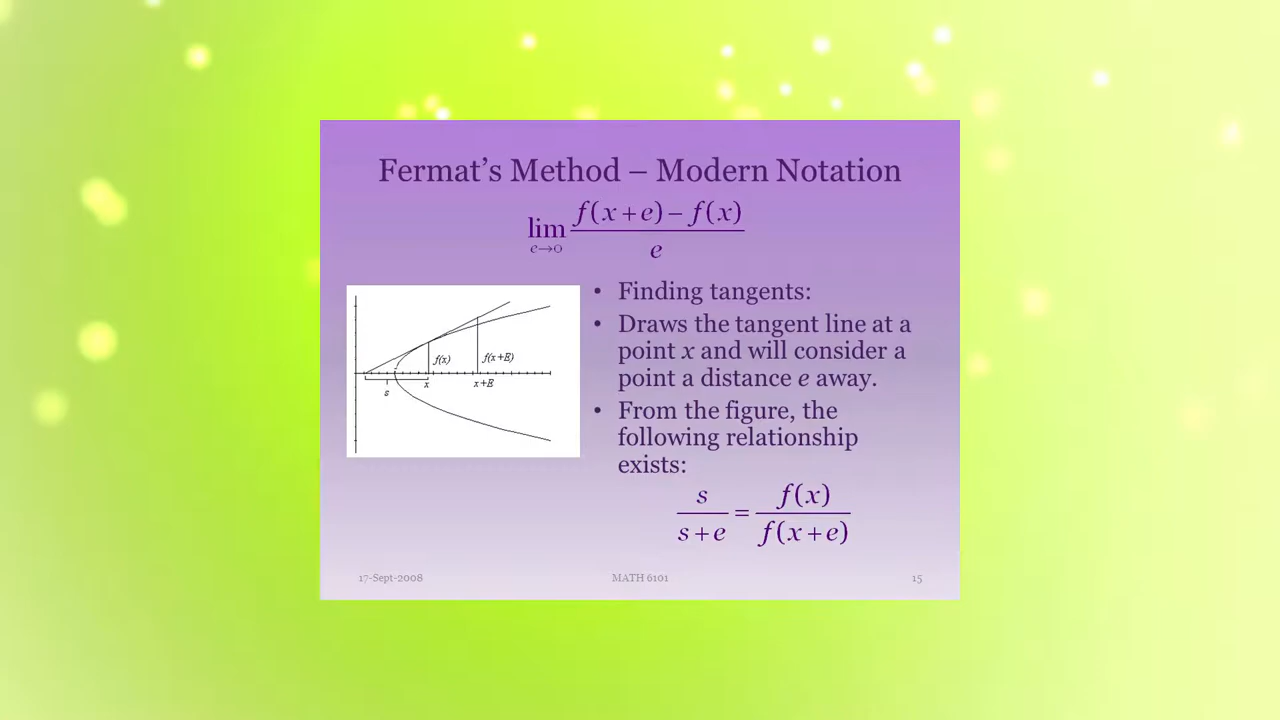 Fermat's Method – Modern Notation
lim e→0 f(x+e) – f(x) / e
• Finding tangents:
• Draws the tangent line at a
point x and will consider a
point a distance e away.
• From the figure, the
following relationship
exists:
f(x)
f(x+E)
s
x
x+E
s / s+e = f(x) / f(x+e)
17-Sept-2008
MATH 6101
15